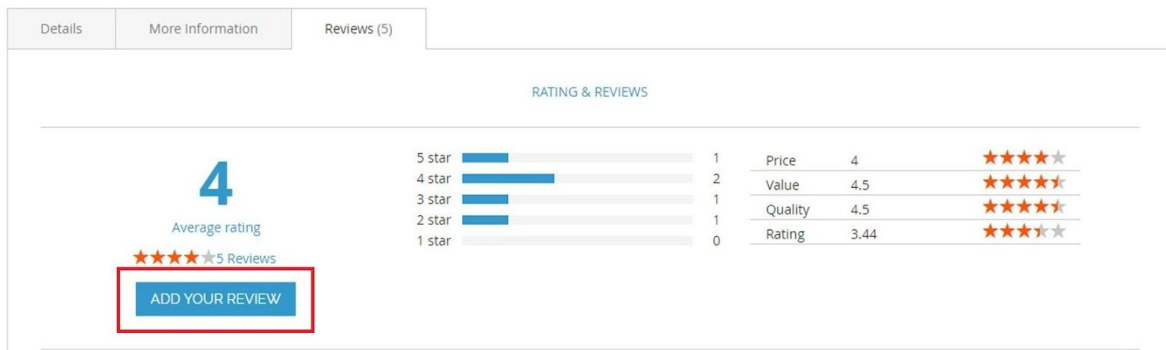 Details More Information Reviews (5)
RATING & REVIEWS
4
Average rating
5 Reviews
ADD YOUR REVIEW
5 star 1
4 star 2
3 star 1
2 star 1
1 star 0
Price 4
Value 4.5
Quality 4.5
Rating 3.44